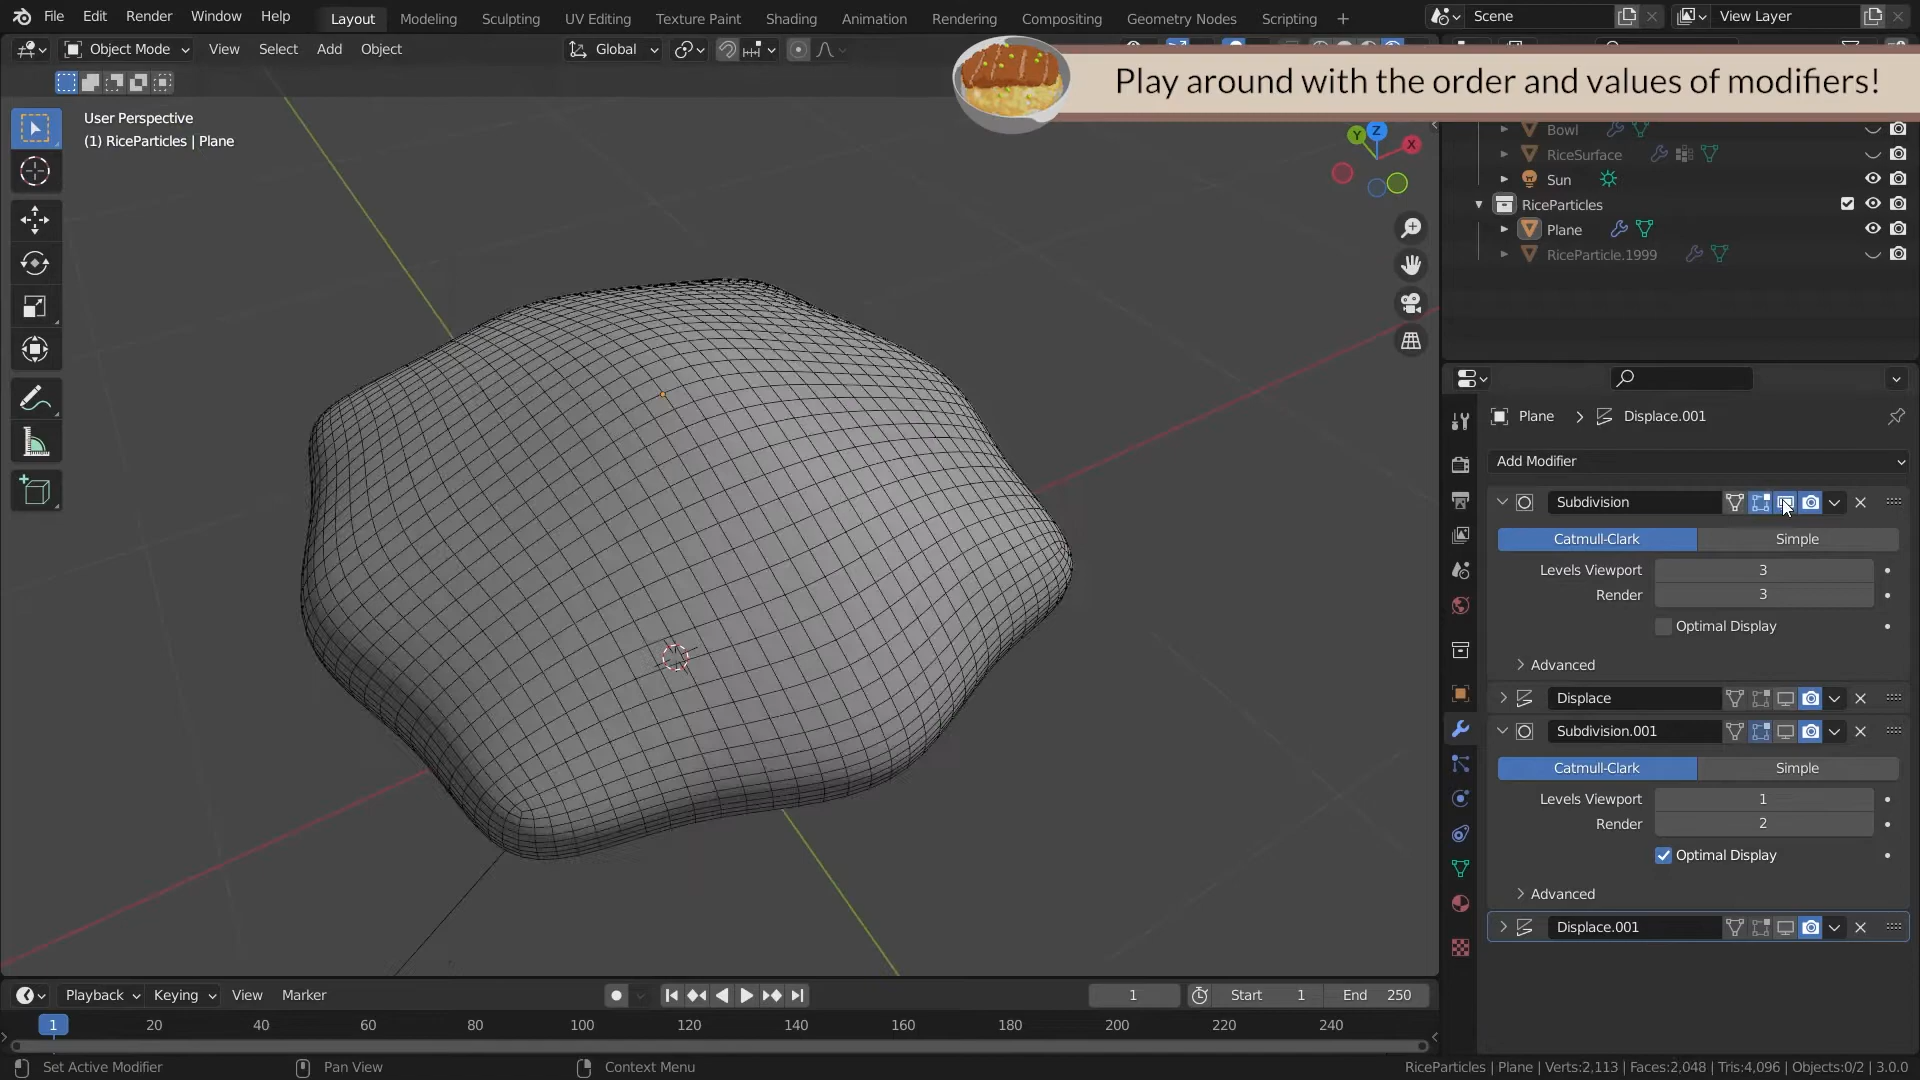 File Edit Render Window Help Layout Modeling Sculpting UV Editing Texture Paint Shading Animation Rendering Compositing Geometry Nodes Scripting + Scene View Layer
Object Mode View Select Add Object Global
Play around with the order and values of modifiers!
User Perspective
(1) RiceParticles | Plane
Y Z X
Bowl
RiceSurface
Sun
RiceParticles
Plane
RiceParticle.1999
Plane > Displace.001
Add Modifier
Subdivision
Catmull-Clark Simple
Levels Viewport 3
Render 3
Optimal Display
Advanced
Displace
Subdivision.001
Catmull-Clark Simple
Levels Viewport 1
Render 2
Optimal Display
Advanced
Displace.001
Playback Keying View Marker 1 Start 1 End 250
1 20 40 60 80 100 120 140 160 180 200 220 240
Set Active Modifier Pan View Context Menu RiceParticles | Plane | Verts:2,113 | Faces:2,048 | Tris:4,096 | Objects:0/2 | 3.0.0